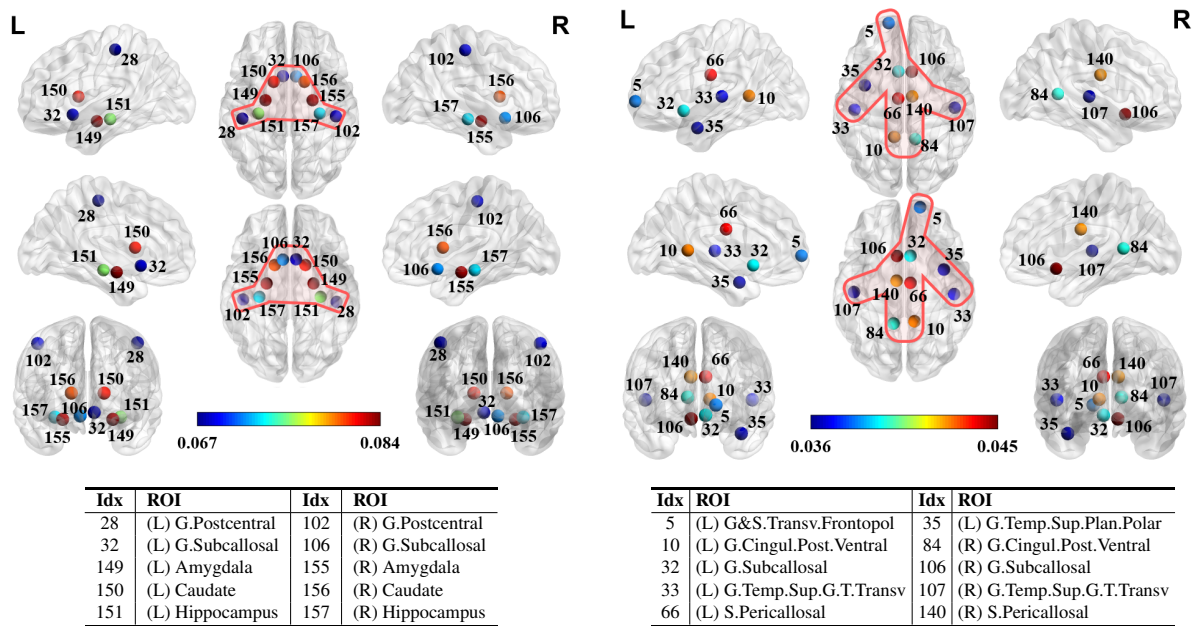 L R
28 102
32 106
150 150 156 156
149 155
32 151 157 106
149 155
28 151 157 102
28 102
150 156
151 32 106 157
149 155
106 32
156 150
155 149
102 157 151 28
102 28
156 150
157 106 151
155 32 149
28 102
150 156
151 32 157
149 106 155
0.067 0.084
Idx ROI Idx ROI
28 (L) G.Postcentral 102 (R) G.Postcentral
32 (L) G.Subcallosal 106 (R) G.Subcallosal
149 (L) Amygdala 155 (R) Amygdala
150 (L) Caudate 156 (R) Caudate
151 (L) Hippocampus 157 (R) Hippocampus
L R
5
66 32 106 140
35
5 32 33 10 84 107 106
35 33 66 140 107
10 84
5
66 140
10 33 32 5 106 32 35 84
35 106 107
107 140 66 33
84 10
140 66 66 140
107 84 10 33 33 10 84 107
5 5
106 32 35 35 32 106
0.036 0.045
Idx ROI Idx ROI
5 (L) G&S.Transv.Frontopol 35 (L) G.Temp.Sup.Plan.Polar
10 (L) G.Cingul.Post.Ventral 84 (R) G.Cingul.Post.Ventral
32 (L) G.Subcallosal 106 (R) G.Subcallosal
33 (L) G.Temp.Sup.G.T.Transv 107 (R) G.Temp.Sup.G.T.Transv
66 (L) S.Pericallosal 140 (R) S.Pericallosal